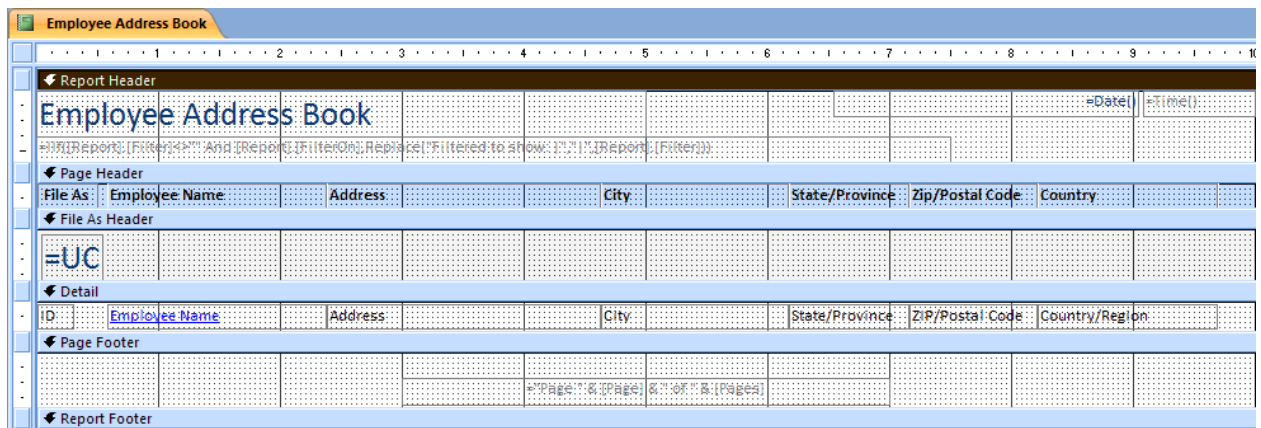 Employee Address Book
1 2 3 4 5 6 7 8 9 10
Report Header
Employee Address Book =Date() =Time()
=IIf([Report].[Filter]<>"" And [Report].[FilterOn],Replace("Filtered to show: |","|",[Report].[Filter]))
Page Header
File As Employee Name Address City State/Province Zip/Postal Code Country
File As Header
=UC
Detail
ID Employee Name Address City State/Province ZIP/Postal Code Country/Region
Page Footer
="Page " & [Page] & " of " & [Pages]
Report Footer